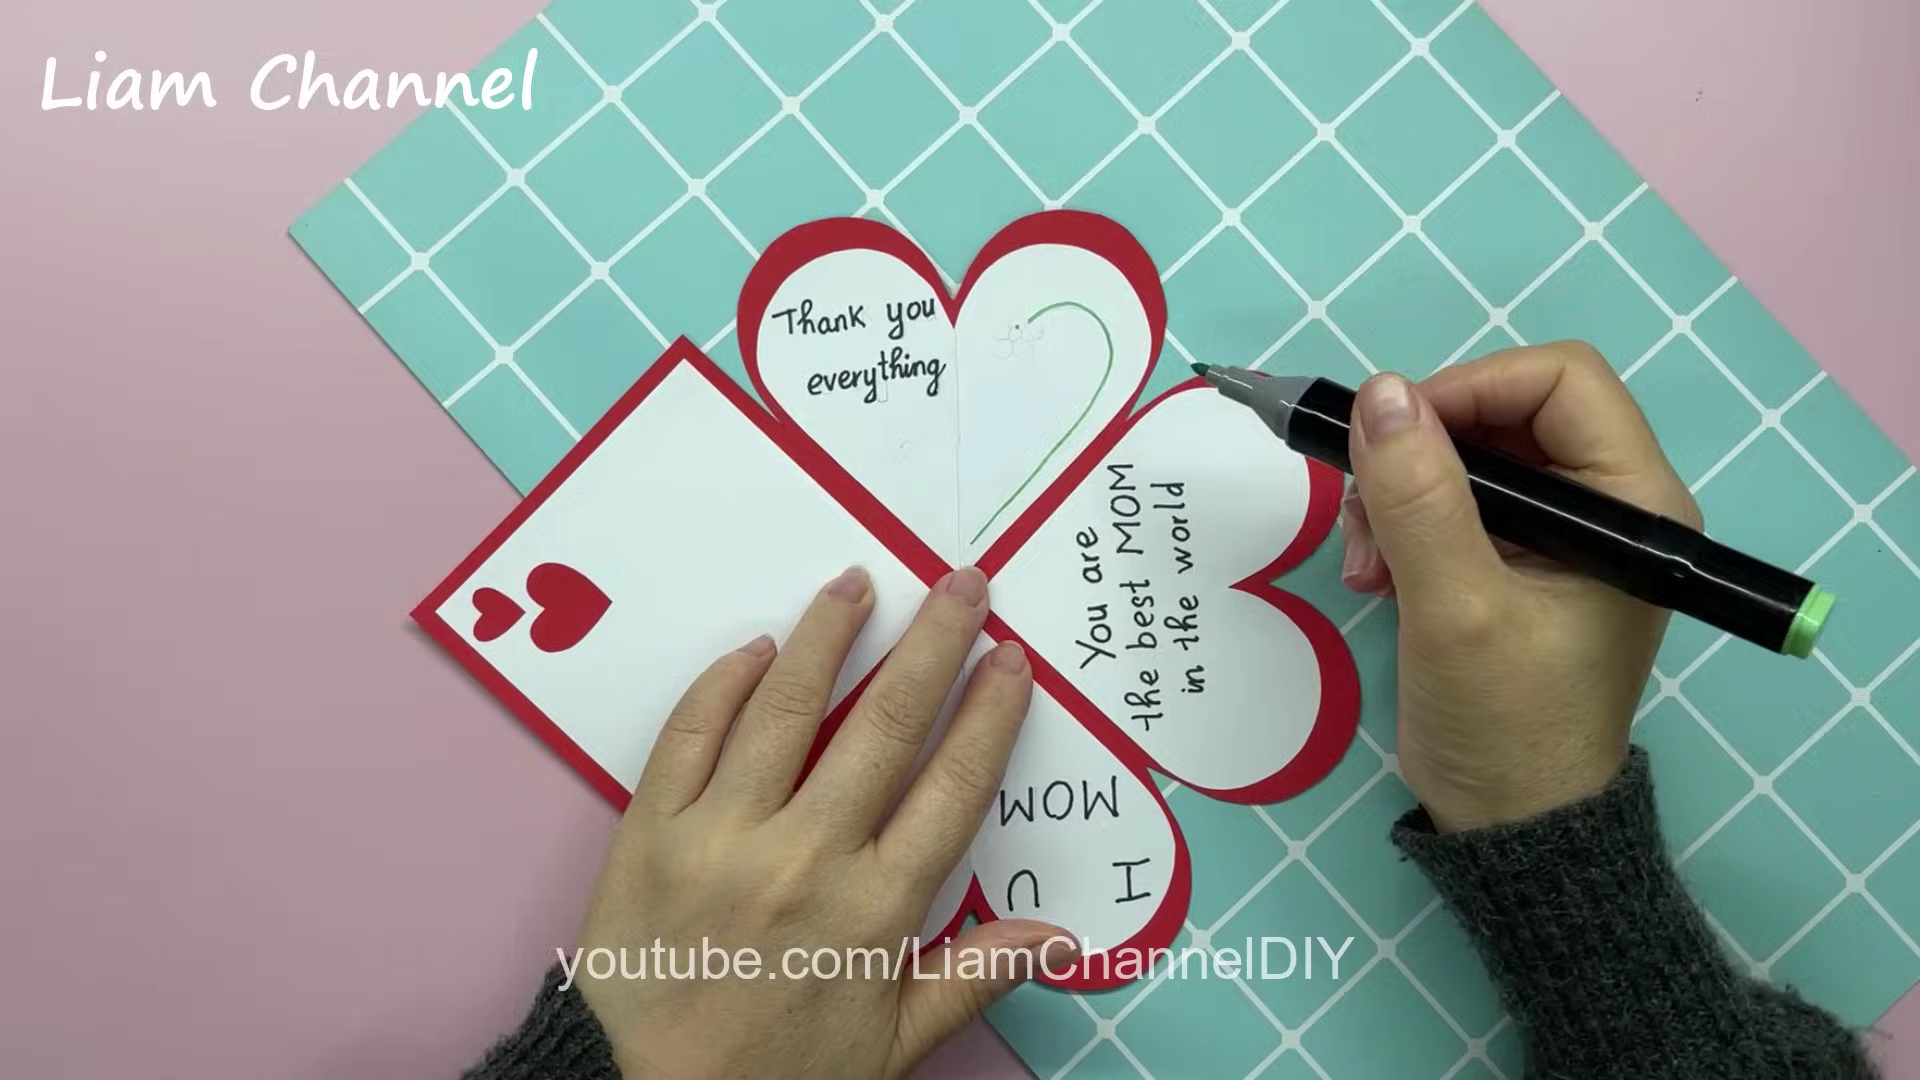 Liam Channel
Thank you
everything
You are
the best MOM
in the world
MOM
U
H
youtube.com/LiamChannelDIY